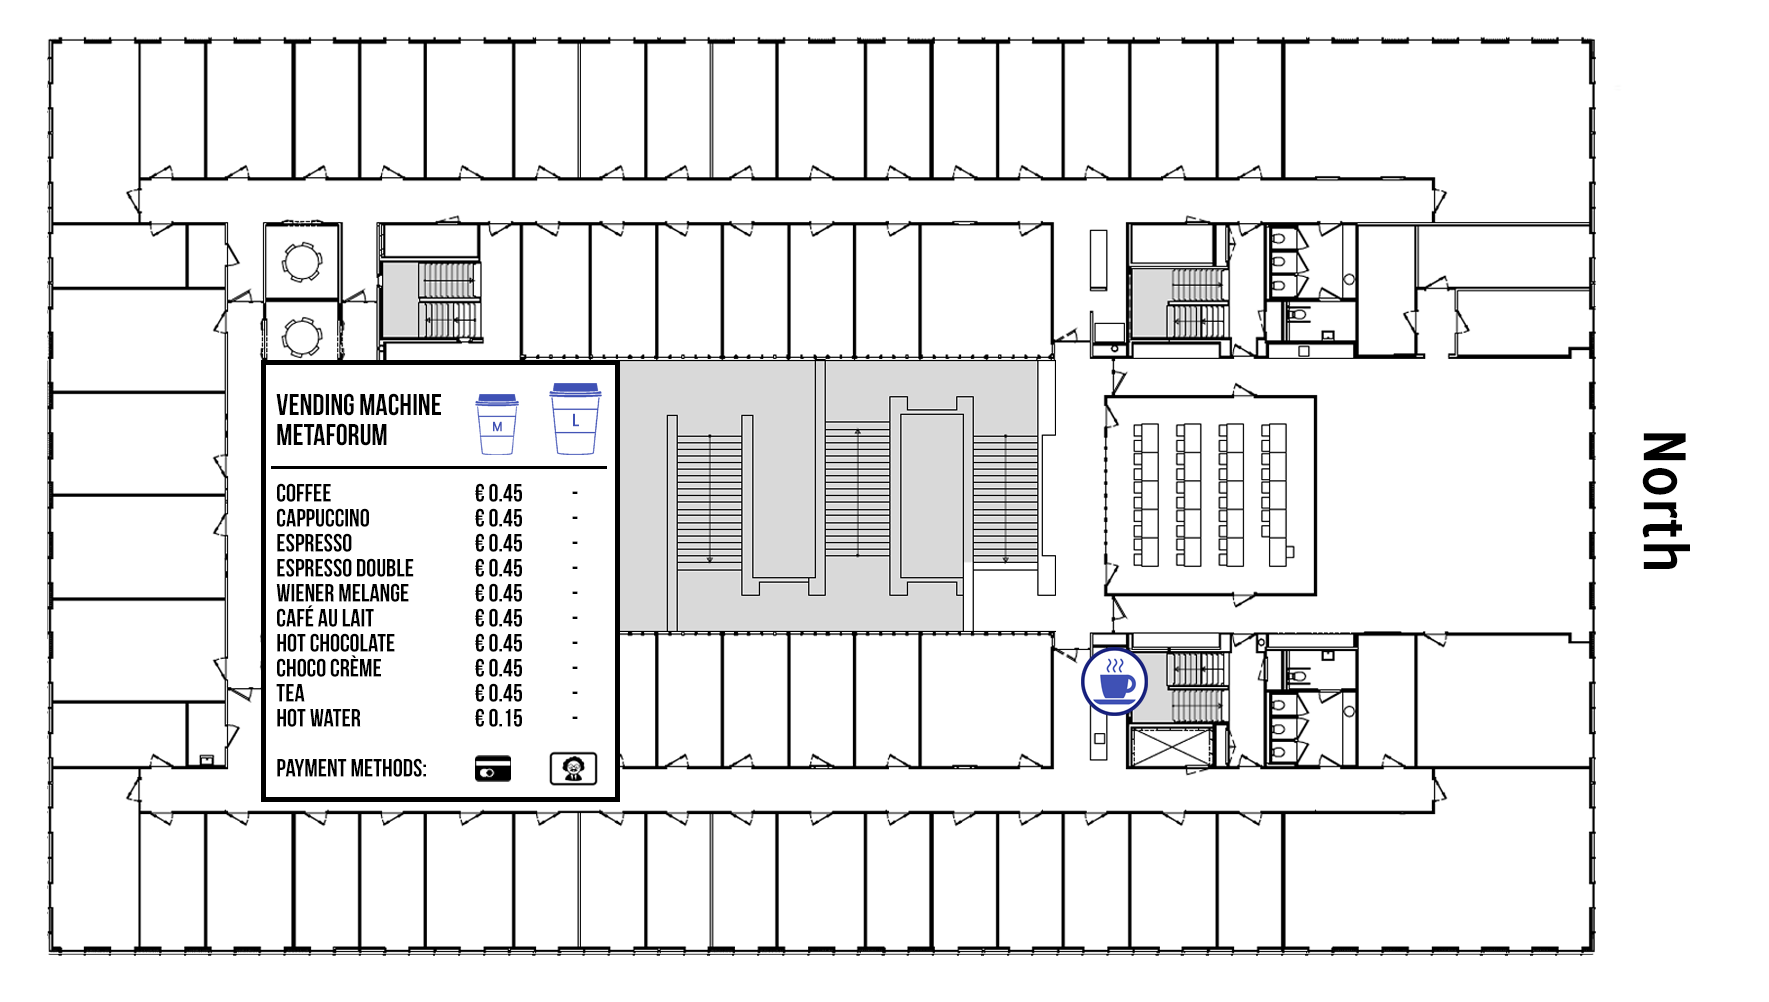 VENDING MACHINE
METAFORUM
M
L
COFFEE € 0.45 -
CAPPUCCINO € 0.45 -
ESPRESSO € 0.45 -
ESPRESSO DOUBLE € 0.45 -
WIENER MELANGE € 0.45 -
CAFÉ AU LAIT € 0.45 -
HOT CHOCOLATE € 0.45 -
CHOCO CRÈME € 0.45 -
TEA € 0.45 -
HOT WATER € 0.15 -
PAYMENT METHODS:
North